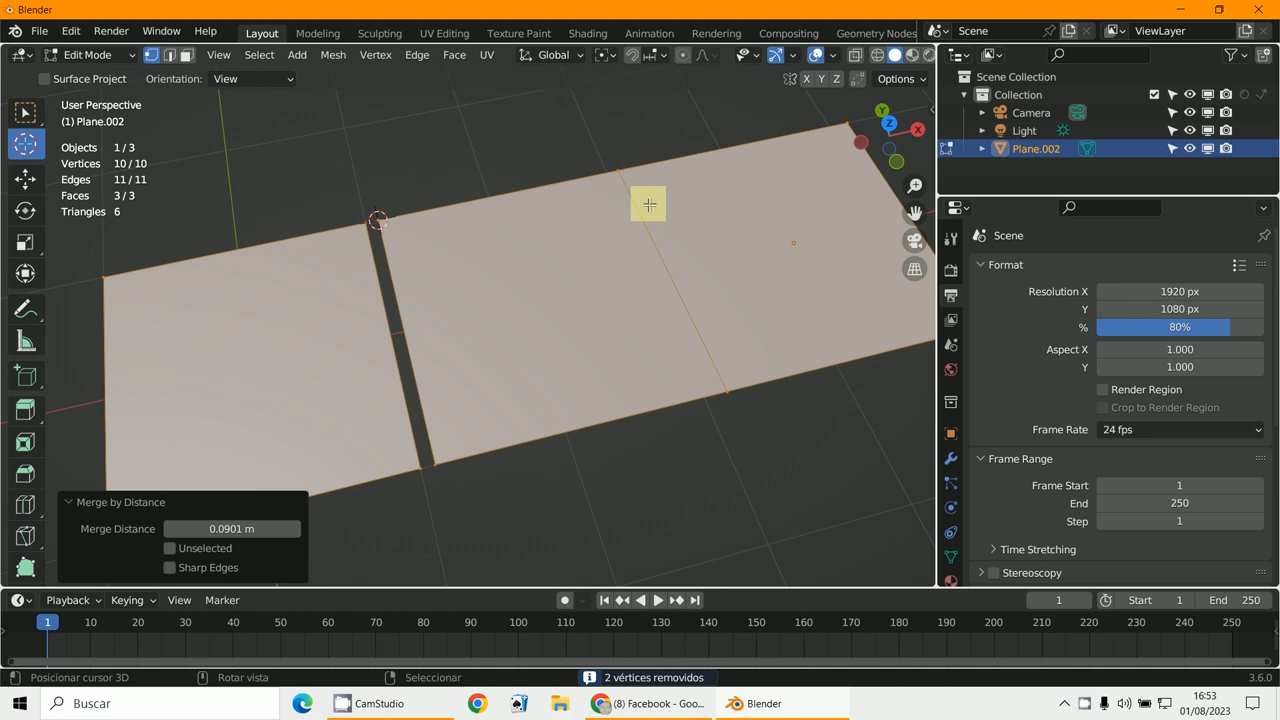 Blender
File Edit Render Window Help Layout Modeling Sculpting UV Editing Texture Paint Shading Animation Rendering Compositing Geometry Nodes Scene ViewLayer
Edit Mode View Select Add Mesh Vertex Edge Face UV Global
Surface Project Orientation: View X Y Z Options
User Perspective
(1) Plane.002
Objects 1 / 3
Vertices 10 / 10
Edges 11 / 11
Faces 3 / 3
Triangles 6
Y
Z
X
Merge by Distance
Merge Distance 0.0901 m
Unselected
Sharp Edges
Scene Collection
Collection
Camera
Light
Plane.002
Scene
Format
Resolution X 1920 px
Y 1080 px
% 80%
Aspect X 1.000
Y 1.000
Render Region
Crop to Render Region
Frame Rate 24 fps
Frame Range
Frame Start 1
End 250
Step 1
Time Stretching
Stereoscopy
Playback Keying View Marker 1 Start 1 End 250
1 10 20 30 40 50 60 70 80 90 100 110 120 130 140 150 160 170 180 190 200 210 220 230 240 250
Posicionar cursor 3D Rotar vista Seleccionar 2 vértices removidos 3.6.0
Buscar CamStudio (8) Facebook - Goo... Blender 16:53
01/08/2023